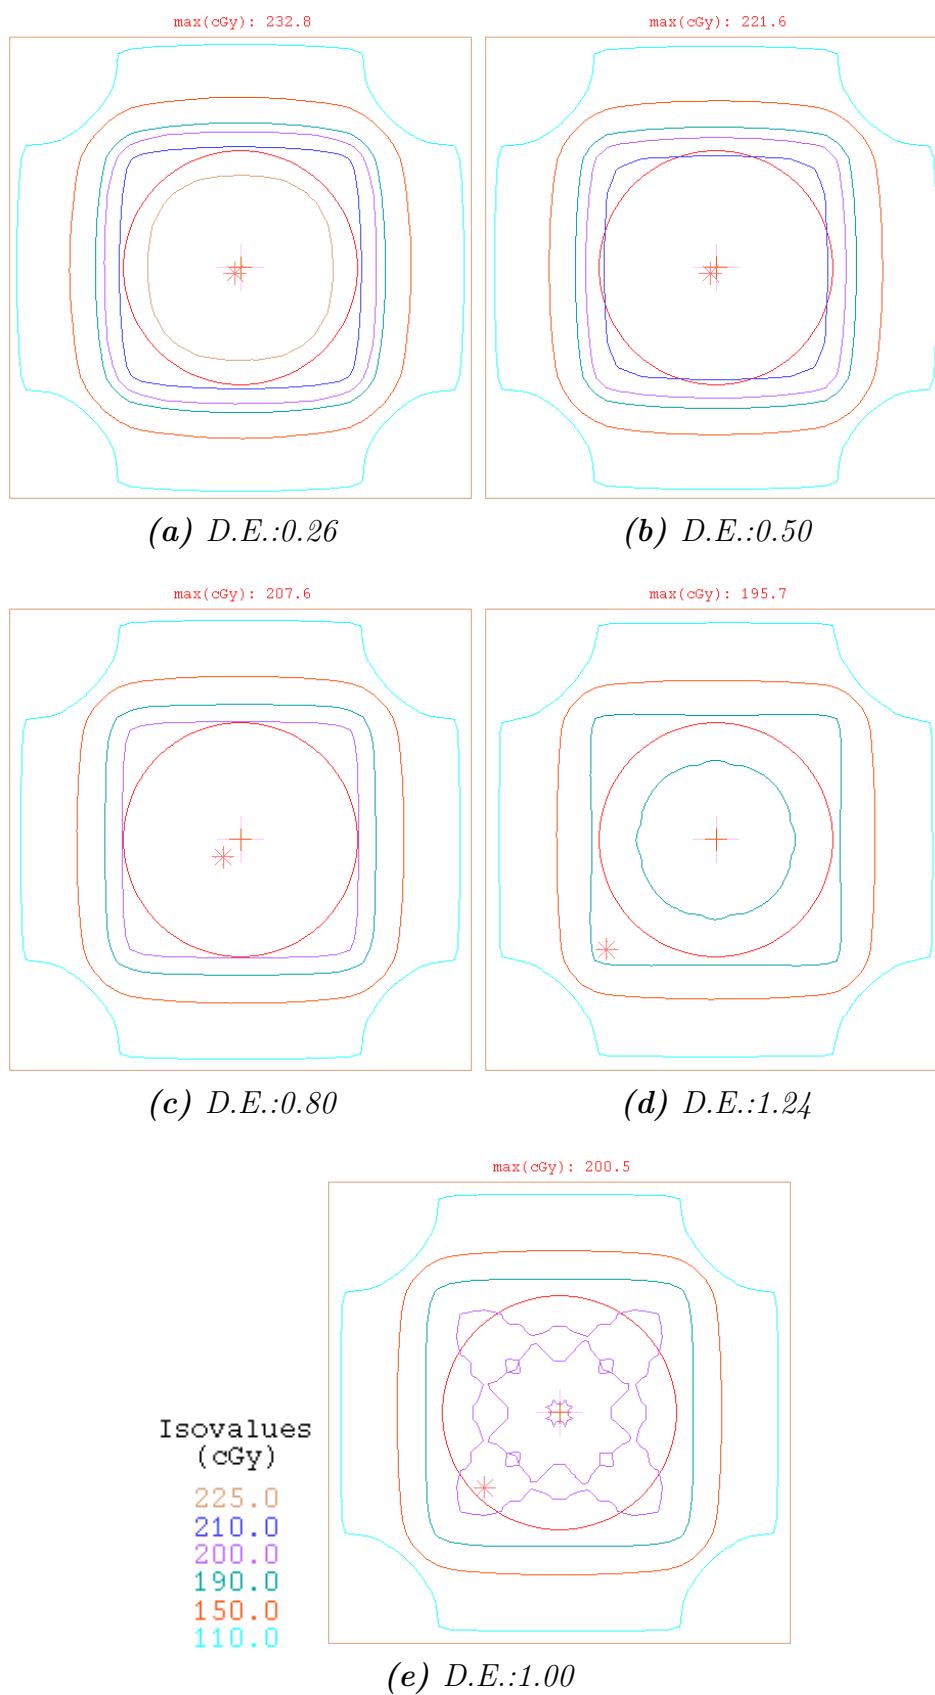 max(cGy): 232.8
max(cGy): 221.6
(a) D.E.:0.26
(b) D.E.:0.50
max(cGy): 207.6
max(cGy): 195.7
(c) D.E.:0.80
(d) D.E.:1.24
max(cGy): 200.5
Isovalues
(cGy)
225.0
210.0
200.0
190.0
150.0
110.0
(e) D.E.:1.00